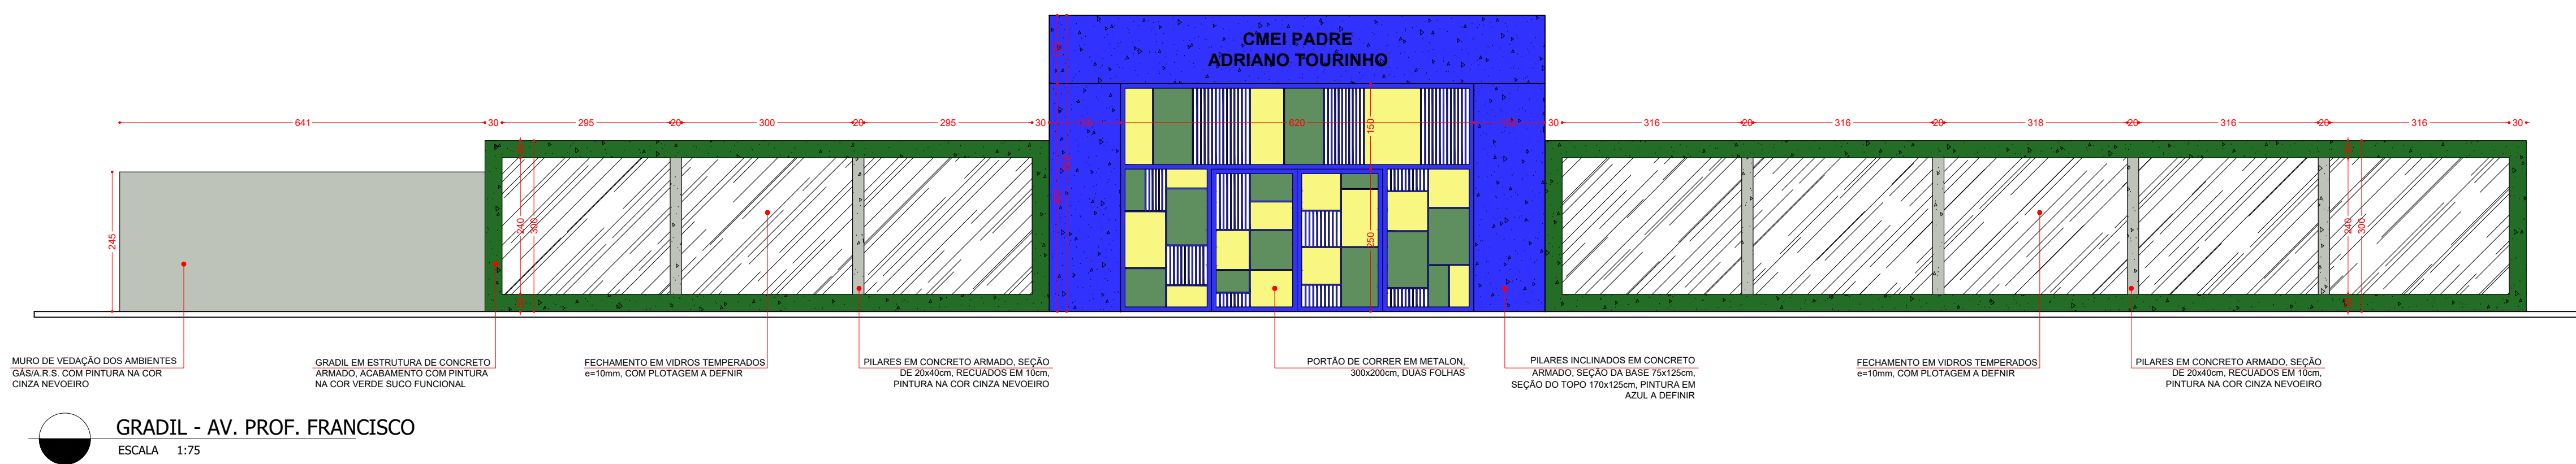 CMEI PADRE
ADRIANO TOURINHO
641
30
295
20
300
20
295
30
620
30
316
20
316
20
318
20
316
20
316
30
150
250
245
240
300
240
300
MURO DE VEDAÇÃO DOS AMBIENTES
GÁS/A.R.S. COM PINTURA NA COR
CINZA NEVOEIRO
GRADIL EM ESTRUTURA DE CONCRETO
ARMADO, ACABAMENTO COM PINTURA
NA COR VERDE SUCO FUNCIONAL
FECHAMENTO EM VIDROS TEMPERADOS
e=10mm, COM PLOTAGEM A DEFNIR
PILARES EM CONCRETO ARMADO, SEÇÃO
DE 20x40cm, RECUADOS EM 10cm,
PINTURA NA COR CINZA NEVOEIRO
PORTÃO DE CORRER EM METALON,
300x200cm, DUAS FOLHAS
PILARES INCLINADOS EM CONCRETO
ARMADO, SEÇÃO DA BASE 75x125cm,
SEÇÃO DO TOPO 170x125cm, PINTURA EM
AZUL A DEFINIR
FECHAMENTO EM VIDROS TEMPERADOS
e=10mm, COM PLOTAGEM A DEFNIR
PILARES EM CONCRETO ARMADO, SEÇÃO
DE 20x40cm, RECUADOS EM 10cm,
PINTURA NA COR CINZA NEVOEIRO
GRADIL - AV. PROF. FRANCISCO
ESCALA 1:75